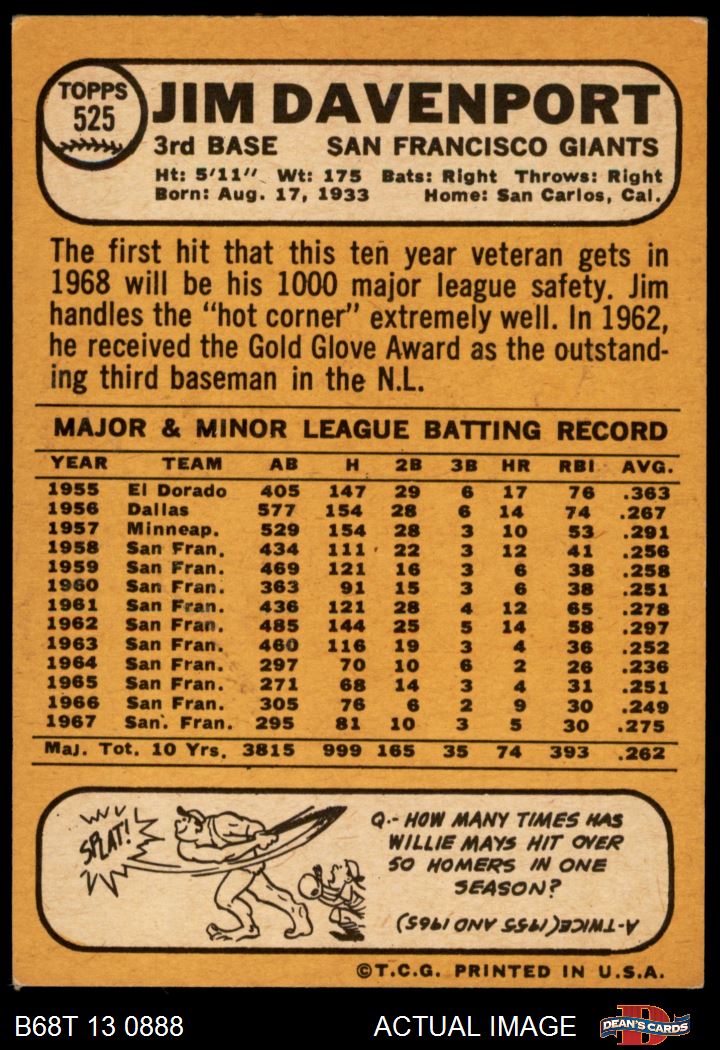 TOPPS
525
JIM DAVENPORT
3rd BASE SAN FRANCISCO GIANTS
Ht: 5'11" Wt: 175 Bats: Right Throws: Right
Born: Aug. 17, 1933 Home: San Carlos, Cal.
The first hit that this ten year veteran gets in
1968 will be his 1000 major league safety. Jim
handles the "hot corner" extremely well. In 1962,
he received the Gold Glove Award as the outstand-
ing third baseman in the N.L.
MAJOR & MINOR LEAGUE BATTING RECORD
YEAR TEAM AB H 2B 3B HR RBI AVG.
1955 El Dorado 405 147 29 6 17 76 .363
1956 Dallas 577 154 28 6 14 74 .267
1957 Minneap. 529 154 28 3 10 53 .291
1958 San Fran. 434 111 22 3 12 41 .256
1959 San Fran. 469 121 16 3 6 38 .258
1960 San Fran. 363 91 15 3 6 38 .251
1961 San Fran. 436 121 28 4 12 65 .278
1962 San Fran. 485 144 25 5 14 58 .297
1963 San Fran. 460 116 19 3 4 36 .252
1964 San Fran. 297 70 10 6 2 26 .236
1965 San Fran. 271 68 14 3 4 31 .251
1966 San Fran. 305 76 6 2 9 30 .249
1967 San. Fran. 295 81 10 3 5 30 .275
Maj. Tot. 10 Yrs. 3815 999 165 35 74 393 .262
SPLAT!
Q.- HOW MANY TIMES HAS
WILLIE MAYS HIT OVER
50 HOMERS IN ONE
SEASON?
A-TWICE (1955 AND 1965)
©T.C.G. PRINTED IN U.S.A.
B68T 13 0888 ACTUAL IMAGE
D
DEAN'S CARDS